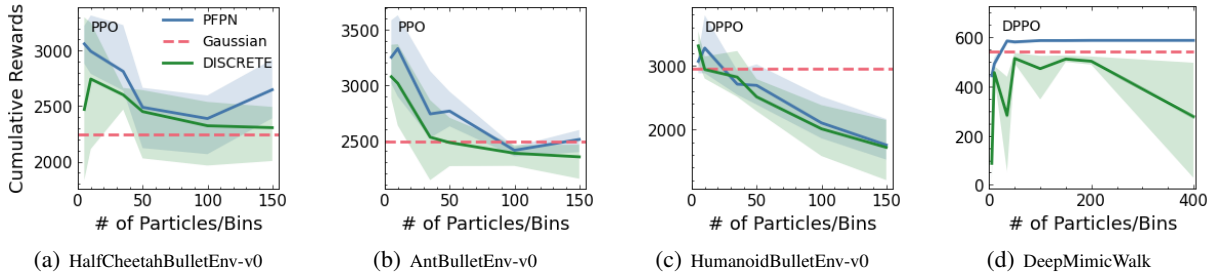 Cumulative Rewards
3000
2500
2000
PPO
PFPN
Gaussian
DISCRETE
0
50
100
150
# of Particles/Bins
(a) HalfCheetahBulletEnv-v0
3500
3000
2500
PPO
0
50
100
150
# of Particles/Bins
(b) AntBulletEnv-v0
3000
2000
DPPO
0
50
100
150
# of Particles/Bins
(c) HumanoidBulletEnv-v0
600
400
200
0
DPPO
0
200
400
# of Particles/Bins
(d) DeepMimicWalk